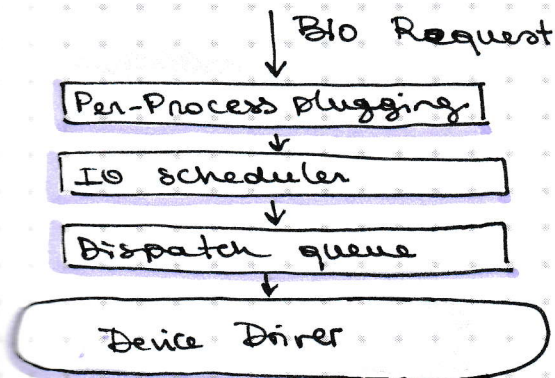 BIO Request
Per-Process plugging
IO scheduler
Dispatch queue
Device Driver